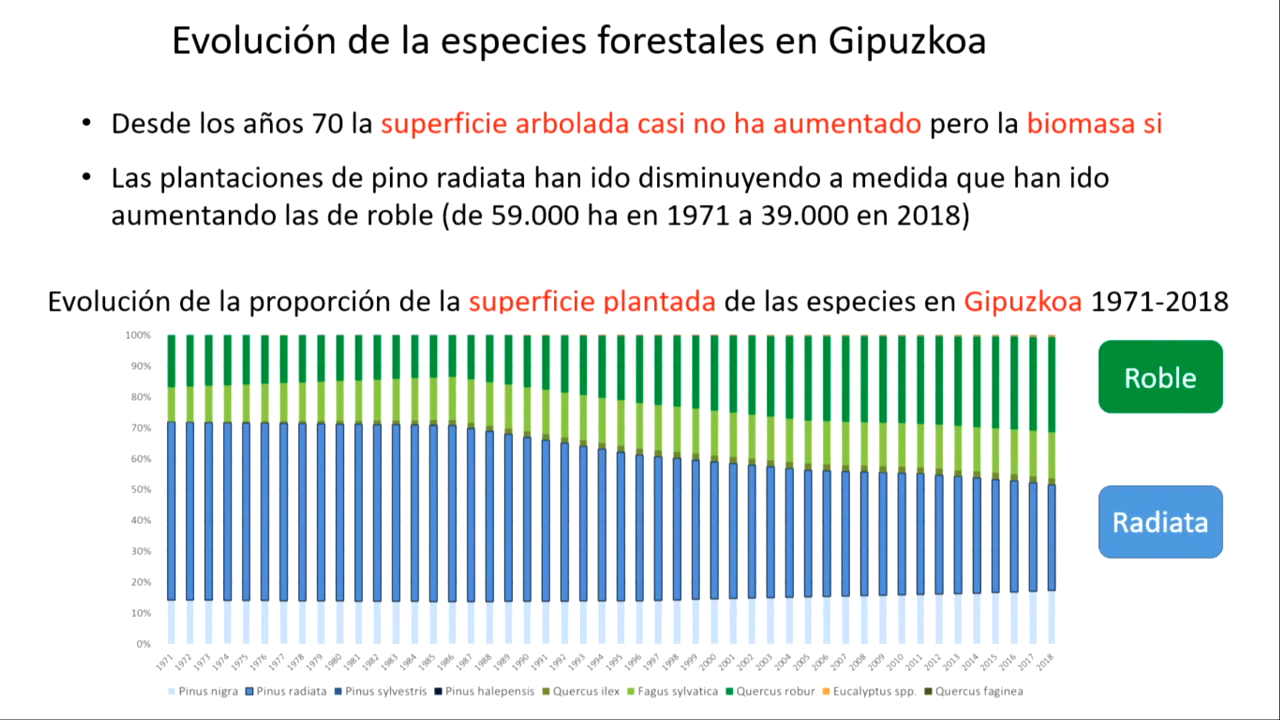 Evolución de la especies forestales en Gipuzkoa
• Desde los años 70 la superficie arbolada casi no ha aumentado pero la biomasa si
• Las plantaciones de pino radiata han ido disminuyendo a medida que han ido
aumentando las de roble (de 59.000 ha en 1971 a 39.000 en 2018)
Evolución de la proporción de la superficie plantada de las especies en Gipuzkoa 1971-2018
100%
90%
80%
70%
60%
50%
40%
30%
20%
10%
0%
Roble
Radiata
1971 1972 1973 1974 1975 1976 1977 1978 1979 1980 1981 1982 1983 1984 1985 1986 1987 1988 1989 1990 1991 1992 1993 1994 1995 1996 1997 1998 1999 2000 2001 2002 2003 2004 2005 2006 2007 2008 2009 2010 2011 2012 2013 2014 2015 2016 2017 2018
Pinus nigra Pinus radiata Pinus sylvestris Pinus halepensis Quercus ilex Fagus sylvatica Quercus robur Eucalyptus spp. Quercus faginea